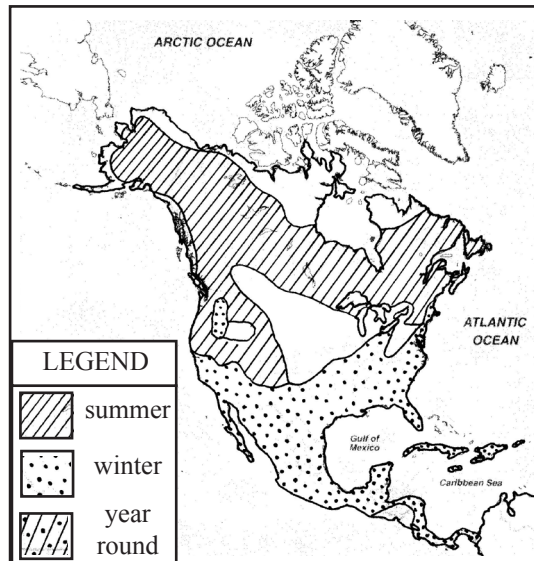 ARCTIC OCEAN
ATLANTIC
OCEAN
LEGEND
summer
Gulf of
Mexico
winter
Caribbean Sea
year
round